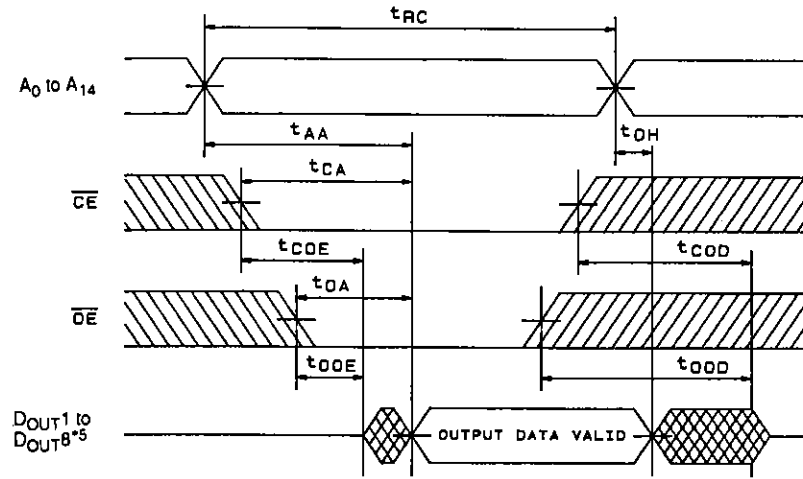 tRC
A0 to A14
tAA
tOH
tCA
CE
tCOE
tCOD
tOA
OE
tOOE
tOOD
DOUT1 to
DOUT8*5
OUTPUT DATA VALID